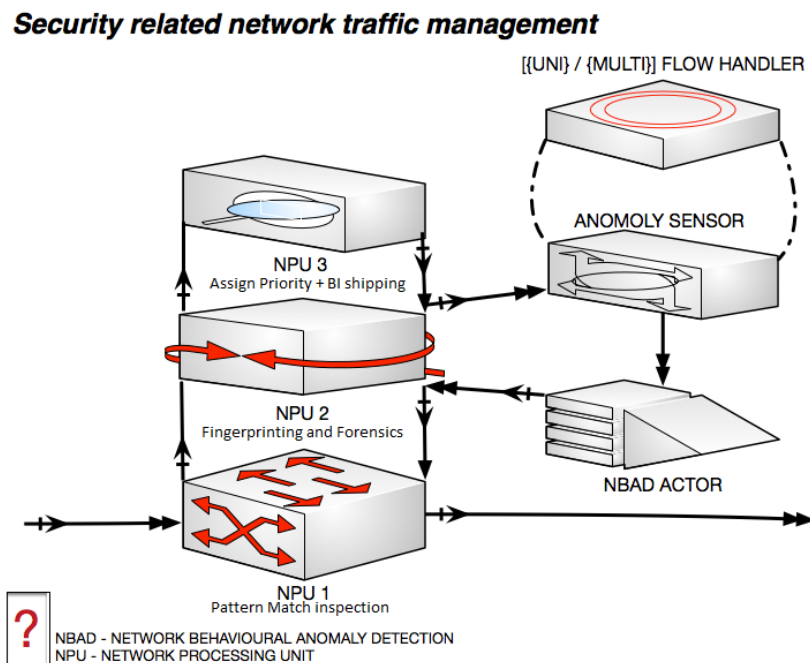 Security related network traffic management
[{UNI} / {MULTI}] FLOW HANDLER
ANOMOLY SENSOR
NPU 3
Assign Priority + BI shipping
NPU 2
Fingerprinting and Forensics
NBAD ACTOR
NPU 1
Pattern Match inspection
?
NBAD - NETWORK BEHAVIOURAL ANOMALY DETECTION
NPU - NETWORK PROCESSING UNIT